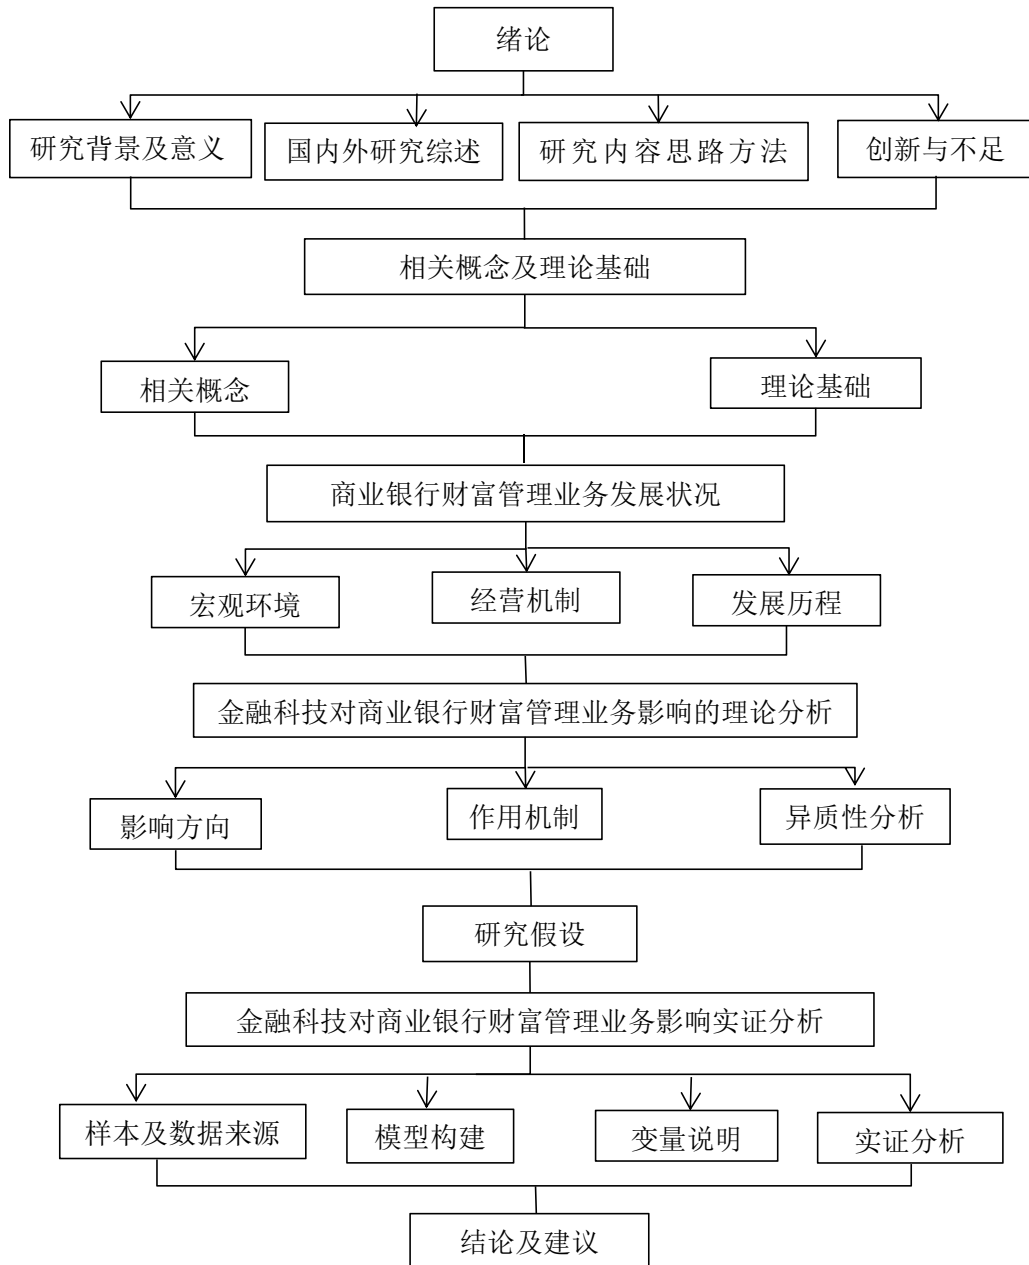 绪论
研究背景及意义
国内外研究综述
研究内容思路方法
创新与不足
相关概念及理论基础
相关概念
理论基础
商业银行财富管理业务发展状况
宏观环境
经营机制
发展历程
金融科技对商业银行财富管理业务影响的理论分析
影响方向
作用机制
异质性分析
研究假设
金融科技对商业银行财富管理业务影响实证分析
样本及数据来源
模型构建
变量说明
实证分析
结论及建议